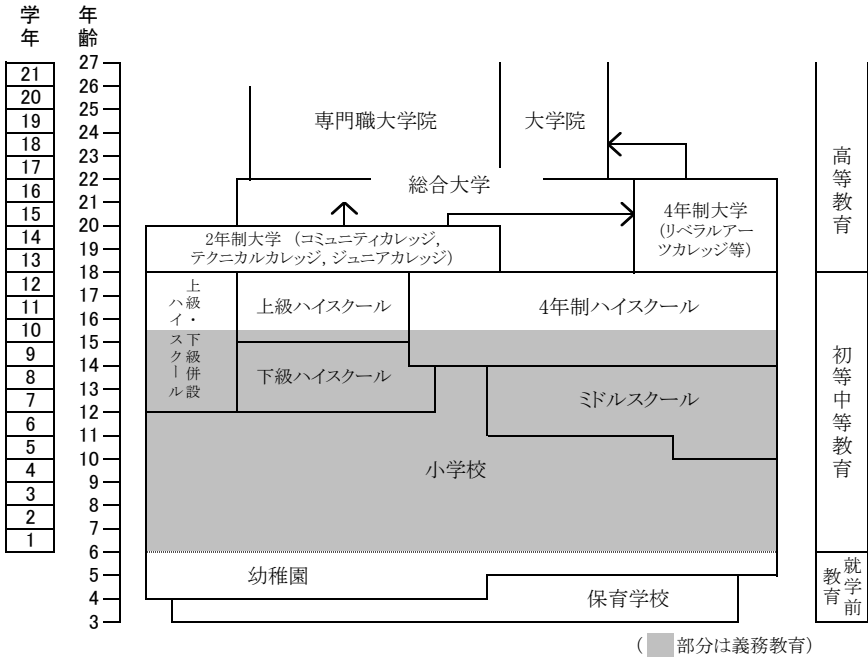 学年
年齢
27
21
26
20
25
19
24
18
23
17
22
16
21
15
20
14
19
13
18
12
17
11
16
10
15
9
14
8
13
7
12
6
11
5
10
4
9
3
8
2
7
1
6
5
4
3
専門職大学院
大学院
総合大学
4年制大学
(リベラルアー
ツカレッジ等)
2年制大学 (コミュニティカレッジ,
テクニカルカレッジ, ジュニアカレッジ)
上級・下級併設
ハイスクール
上級ハイスクール
4年制ハイスクール
下級ハイスクール
ミドルスクール
小学校
幼稚園
保育学校
高等教育
初等中等教育
就学前
教育
( 部分は義務教育)